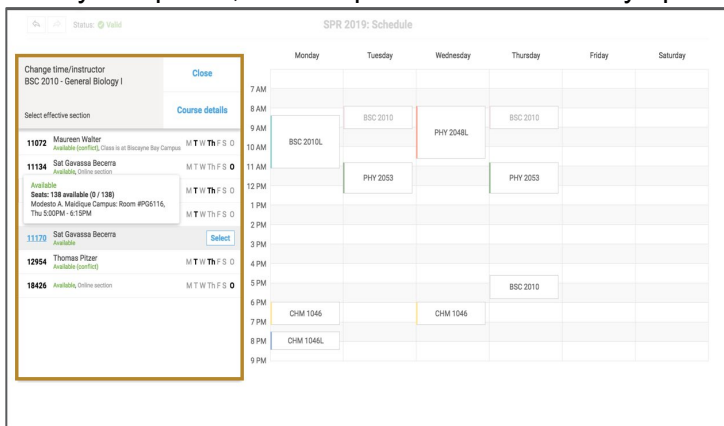 Status: Valid
SPR 2019: Schedule
Change time/instructor
BSC 2010 - General Biology I
Close
Select effective section
Course details
11072 Maureen Walter
Available (conflict), Class is at Biscayne Bay Campus M T W Th F S O
11134 Sat Gavassa Becerra
Available, Online section M T W Th F S O
Available
Seats: 138 available (0 / 138)
Modesto A. Maidique Campus: Room #PG6116,
Thu 5:00PM - 6:15PM
M T W Th F S O
M T W Th F S O
11170 Sat Gavassa Becerra
Available
Select
12954 Thomas Pitzer
Available (conflict) M T W Th F S O
18426 Available, Online section M T W Th F S O
Monday Tuesday Wednesday Thursday Friday Saturday
7 AM
8 AM
BSC 2010 BSC 2010
9 AM
PHY 2048L
BSC 2010L
10 AM
11 AM
PHY 2053 PHY 2053
12 PM
1 PM
2 PM
3 PM
4 PM
5 PM
BSC 2010
6 PM
CHM 1046 CHM 1046
7 PM
8 PM CHM 1046L
9 PM